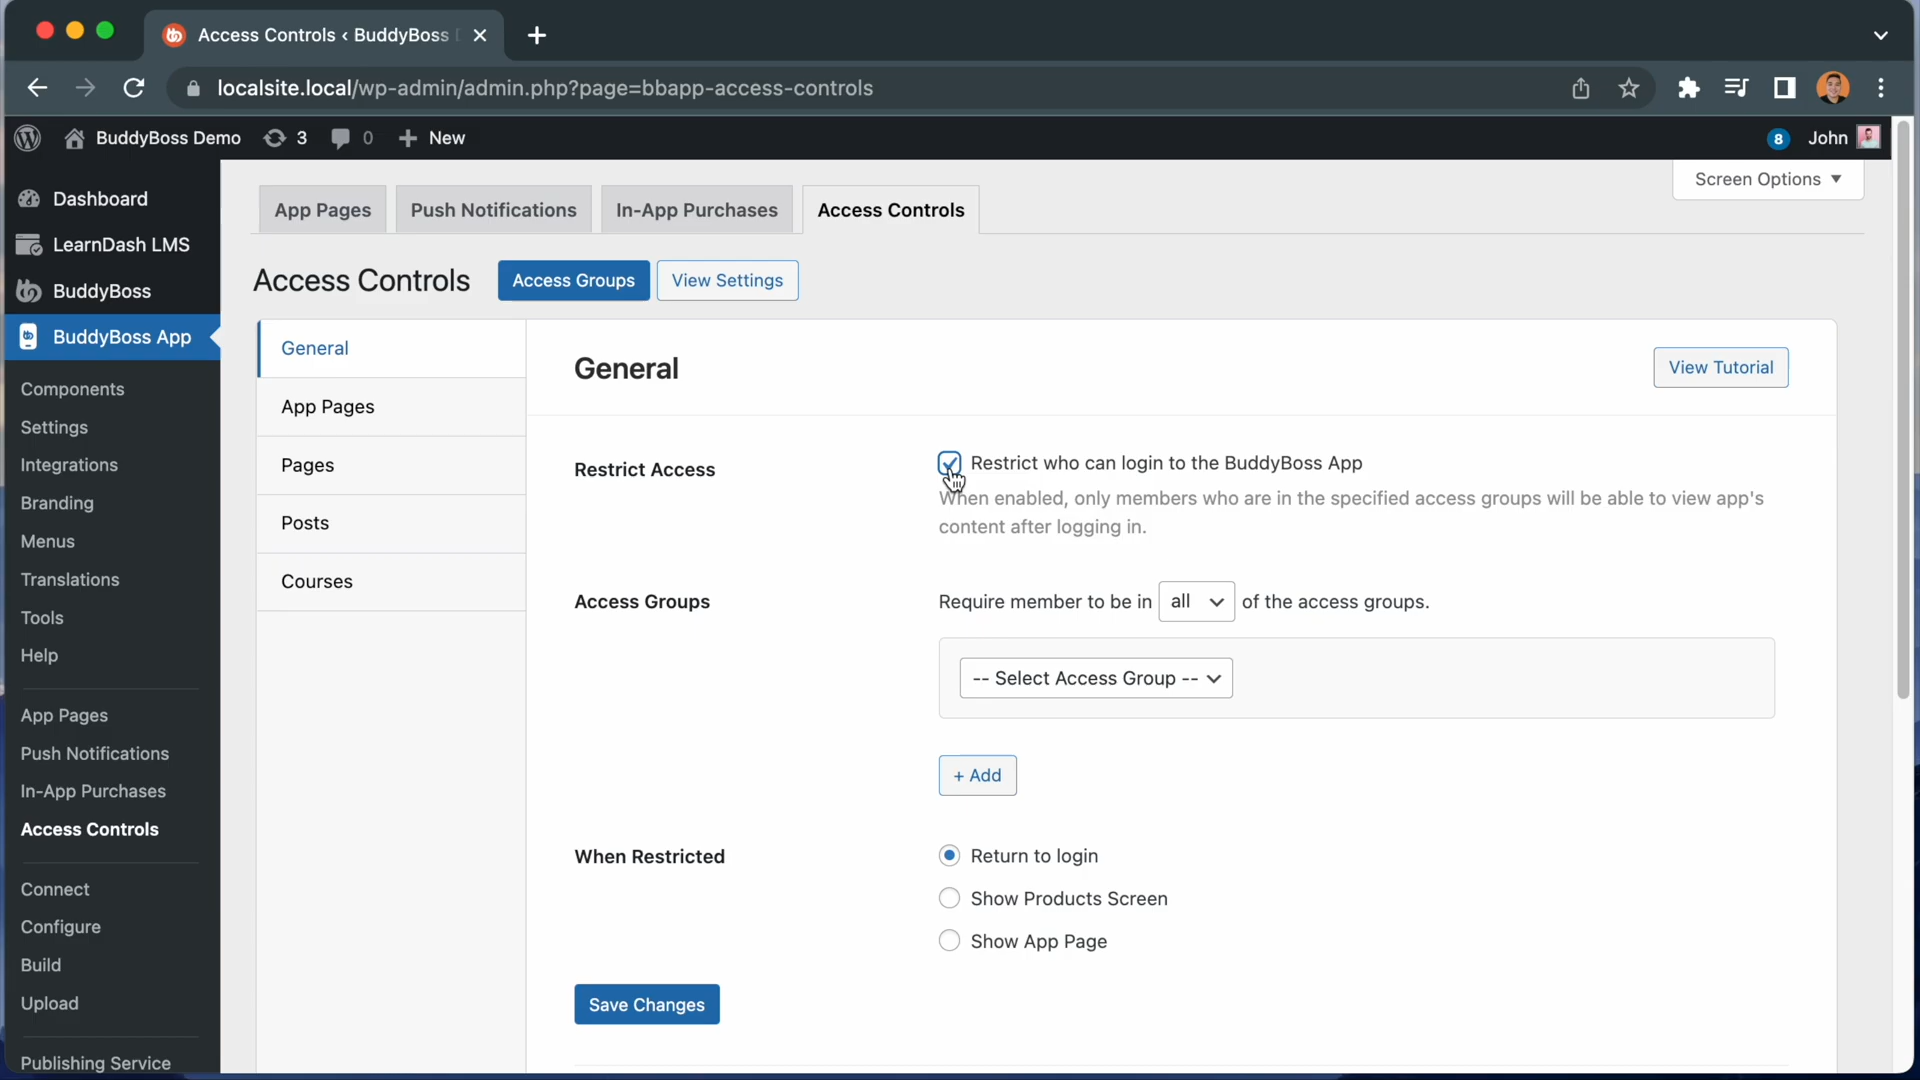 Access Controls ‹ BuddyBoss
localsite.local/wp-admin/admin.php?page=bbapp-access-controls
BuddyBoss Demo 3 0 + New
8 John
Screen Options ▼
Dashboard
LearnDash LMS
BuddyBoss
BuddyBoss App
Components
Settings
Integrations
Branding
Menus
Translations
Tools
Help
App Pages
Push Notifications
In-App Purchases
Access Controls
Connect
Configure
Build
Upload
Publishing Service
App Pages Push Notifications In-App Purchases Access Controls
Access Controls Access Groups View Settings
General
App Pages
Pages
Posts
Courses
General View Tutorial
Restrict Access Restrict who can login to the BuddyBoss App
When enabled, only members who are in the specified access groups will be able to view app's
content after logging in.
Access Groups Require member to be in all of the access groups.
-- Select Access Group --
+ Add
When Restricted Return to login
Show Products Screen
Show App Page
Save Changes